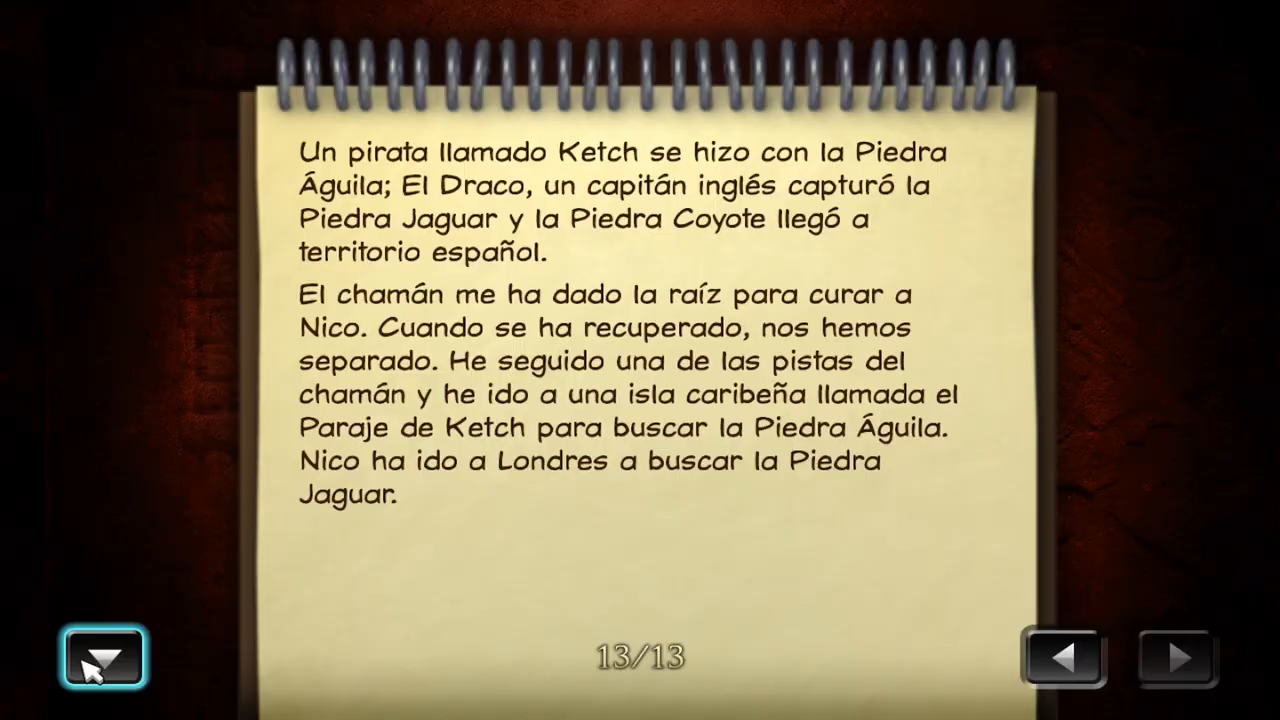 Un pirata llamado Ketch se hizo con la Piedra
Águila; El Draco, un capitán inglés capturó la
Piedra Jaguar y la Piedra Coyote llegó a
territorio español.
El chamán me ha dado la raíz para curar a
Nico. Cuando se ha recuperado, nos hemos
separado. He seguido una de las pistas del
chamán y he ido a una isla caribeña llamada el
Paraje de Ketch para buscar la Piedra Águila.
Nico ha ido a Londres a buscar la Piedra
Jaguar.
13/13